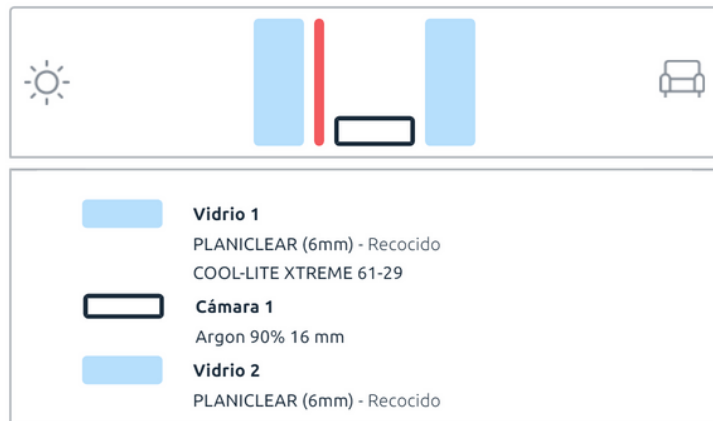 Vidrio 1
PLANICLEAR (6mm) - Recocido
COOL-LITE XTREME 61-29
Cámara 1
Argon 90% 16 mm
Vidrio 2
PLANICLEAR (6mm) - Recocido